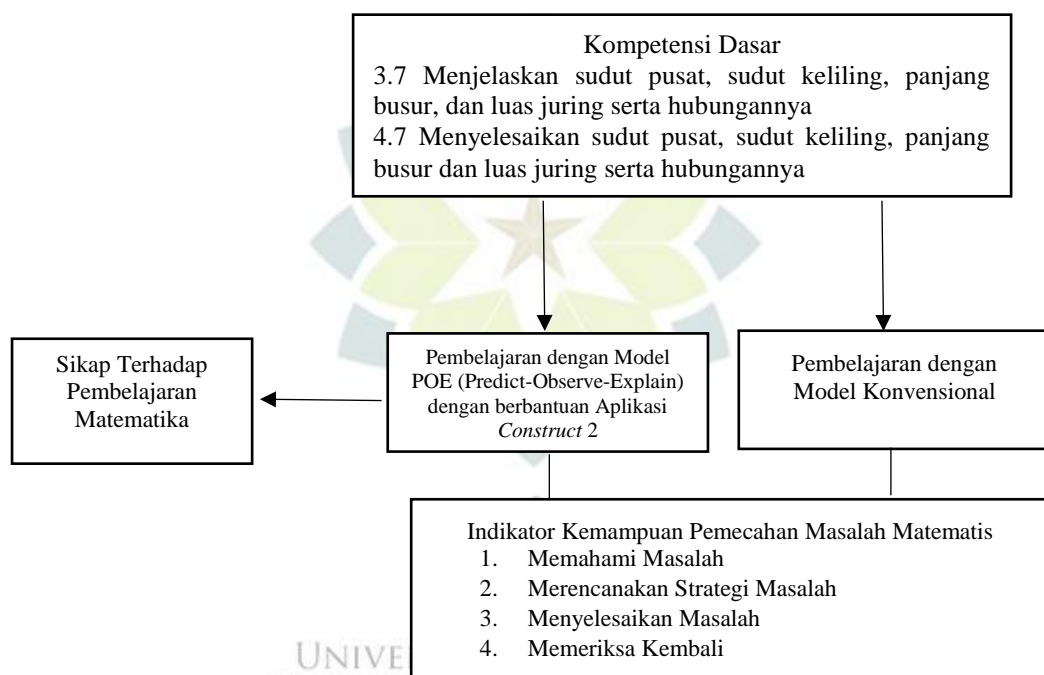 Kompetensi Dasar
3.7 Menjelaskan sudut pusat, sudut keliling, panjang
busur, dan luas juring serta hubungannya
4.7 Menyelesaikan sudut pusat, sudut keliling, panjang
busur dan luas juring serta hubungannya
Sikap Terhadap
Pembelajaran
Matematika
Pembelajaran dengan Model
POE (Predict-Observe-Explain)
dengan berbantuan Aplikasi
Construct 2
Pembelajaran dengan
Model Konvensional
Indikator Kemampuan Pemecahan Masalah Matematis
1. Memahami Masalah
2. Merencanakan Strategi Masalah
3. Menyelesaikan Masalah
4. Memeriksa Kembali
UNIVE